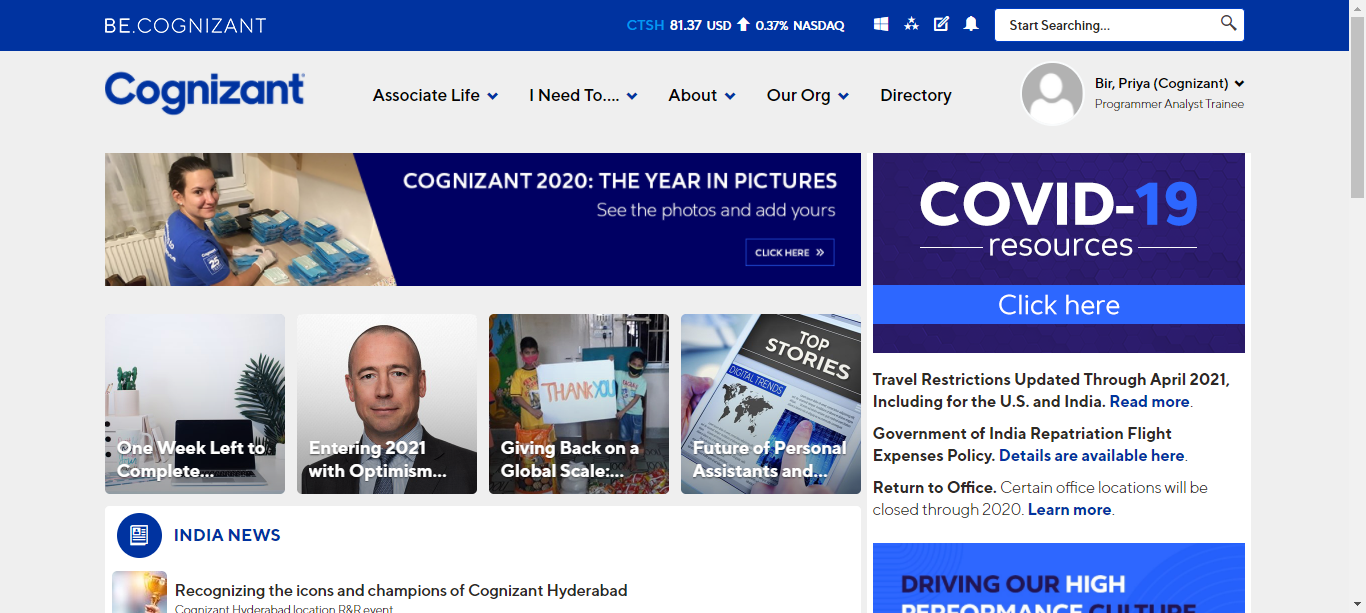 BE.COGNIZANT
CTSH 81.37 USD 0.37% NASDAQ
Start Searching...
Cognizant
Associate Life
I Need To....
About
Our Org
Directory
Bir, Priya (Cognizant)
Programmer Analyst Trainee
Cognizant
25
COGNIZANT 2020: THE YEAR IN PICTURES
See the photos and add yours
CLICK HERE »
COVID-19
resources
Click here
One Week Left to
Complete...
Entering 2021
with Optimism...
THANK YOU
Giving Back on a
Global Scale:...
TOP
STORIES
DIGITAL TRENDS
Future of Personal
Assistants and...
Travel Restrictions Updated Through April 2021,
Including for the U.S. and India. Read more.
Government of India Repatriation Flight
Expenses Policy. Details are available here.
Return to Office. Certain office locations will be
closed through 2020. Learn more.
INDIA NEWS
Recognizing the icons and champions of Cognizant Hyderabad
Cognizant Hyderabad location R&R event
DRIVING OUR HIGH
PERFORMANCE CULTURE